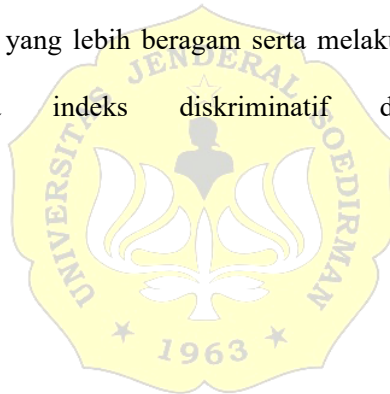 yang lebih beragam serta
indeks diskriminatif
UNIVERSITAS JENDERAL SOEDIRMAN
1963